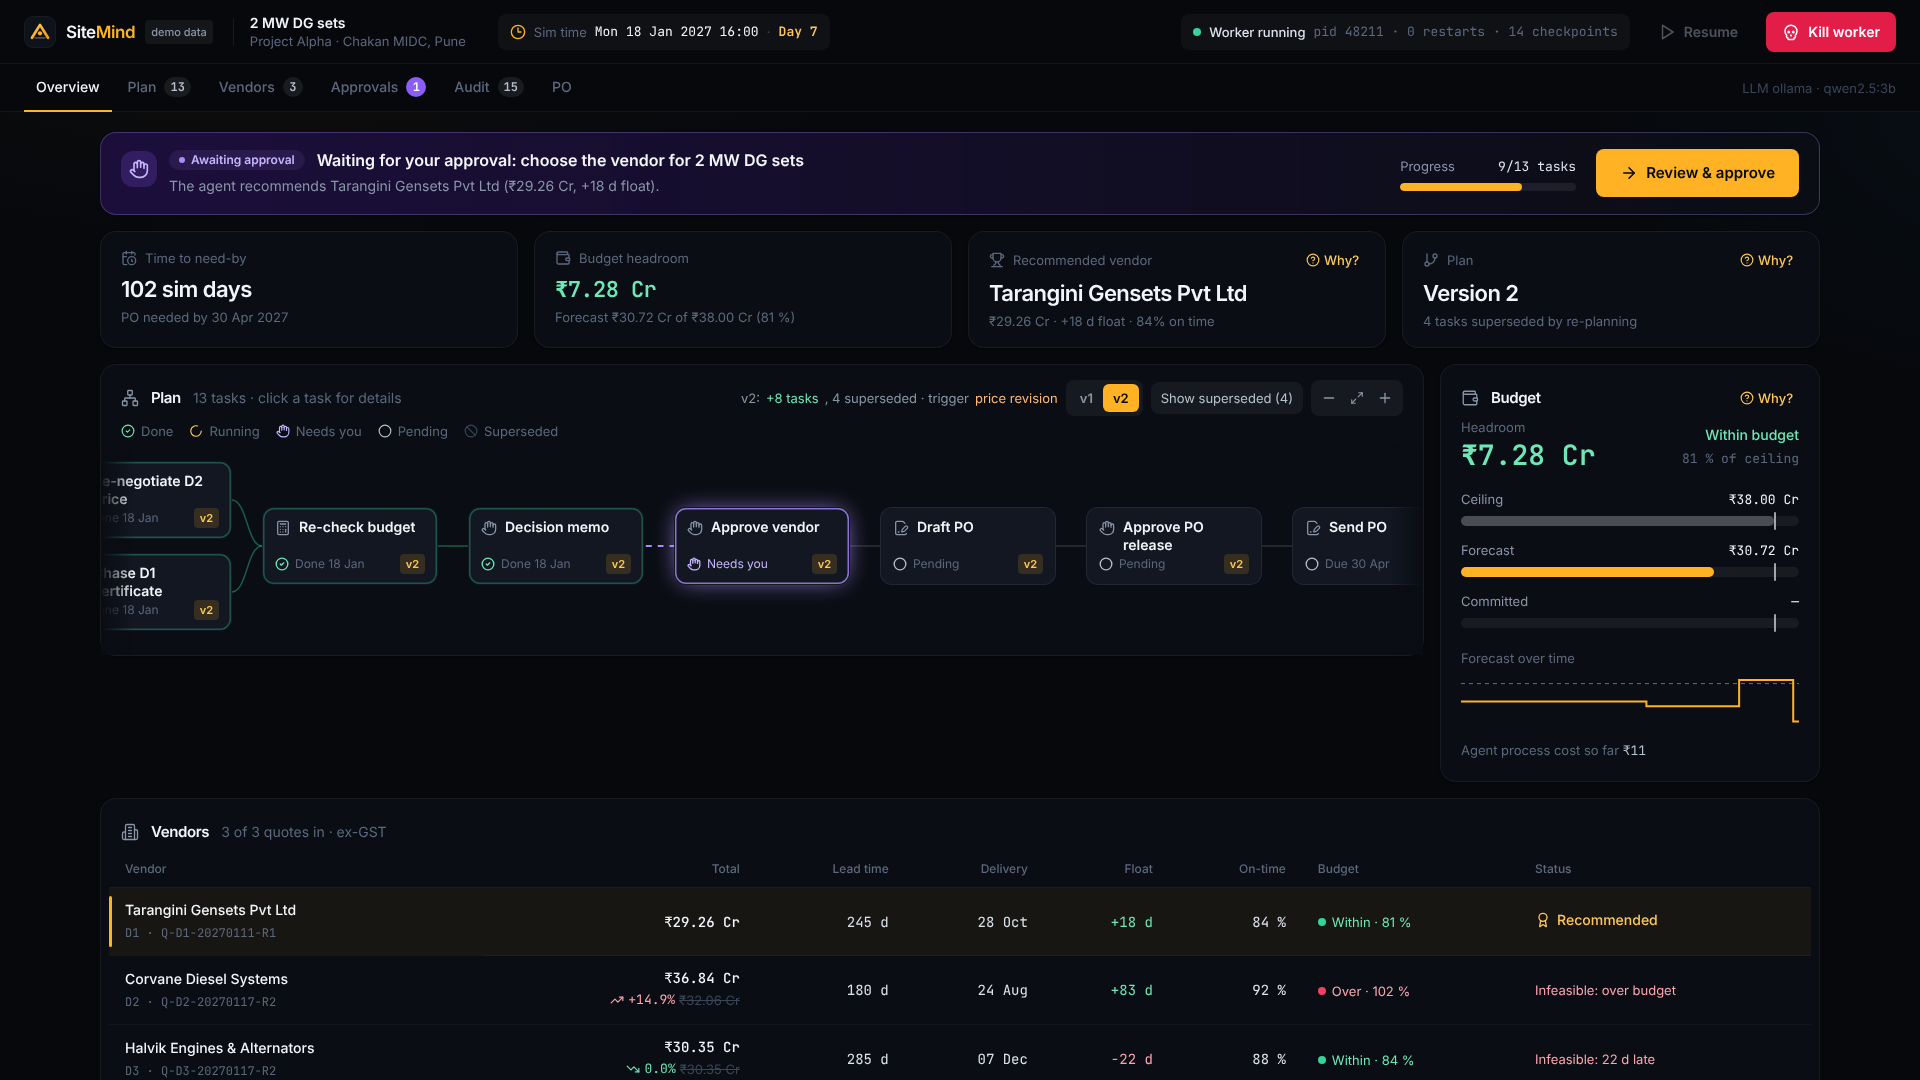 SiteMind demo data
2 MW DG sets
Project Alpha · Chakan MIDC, Pune
Sim time Mon 18 Jan 2027 16:00 · Day 7
Worker running pid 48211 · 0 restarts · 14 checkpoints
Resume
Kill worker
Overview Plan 13 Vendors 3 Approvals 1 Audit 15 PO
LLM ollama · qwen2.5:3b
Awaiting approval Waiting for your approval: choose the vendor for 2 MW DG sets
The agent recommends Tarangini Gensets Pvt Ltd (₹29.26 Cr, +18 d float).
Progress 9/13 tasks
Review & approve
Time to need-by
102 sim days
PO needed by 30 Apr 2027
Budget headroom
₹7.28 Cr
Forecast ₹30.72 Cr of ₹38.00 Cr (81 %)
Recommended vendor Why?
Tarangini Gensets Pvt Ltd
₹29.26 Cr · +18 d float · 84% on time
Plan Why?
Version 2
4 tasks superseded by re-planning
Plan 13 tasks · click a task for details
v2: +8 tasks , 4 superseded · trigger price revision
v1 v2
Show superseded (4)
Done Running Needs you Pending Superseded
e-negotiate D2
rice
ne 18 Jan v2
hase D1
ertificate
ne 18 Jan v2
Re-check budget
Done 18 Jan v2
Decision memo
Done 18 Jan v2
Approve vendor
Needs you v2
Draft PO
Pending v2
Approve PO
release
Pending v2
Send PO
Due 30 Apr
Budget Why?
Headroom
₹7.28 Cr
Within budget
81 % of ceiling
Ceiling ₹38.00 Cr
Forecast ₹30.72 Cr
Committed –
Forecast over time
Agent process cost so far ₹11
Vendors 3 of 3 quotes in · ex-GST
Vendor Total Lead time Delivery Float On-time Budget Status
Tarangini Gensets Pvt Ltd
D1 · Q-D1-20270111-R1
₹29.26 Cr 245 d 28 Oct +18 d 84 % Within · 81 % Recommended
Corvane Diesel Systems
D2 · Q-D2-20270117-R2
₹36.84 Cr
+14.9% ₹32.06 Cr
180 d 24 Aug +83 d 92 % Over · 102 % Infeasible: over budget
Halvik Engines & Alternators
D3 · Q-D3-20270117-R2
₹30.35 Cr
0.0% ₹30.35 Cr
285 d 07 Dec -22 d 88 % Within · 84 % Infeasible: 22 d late